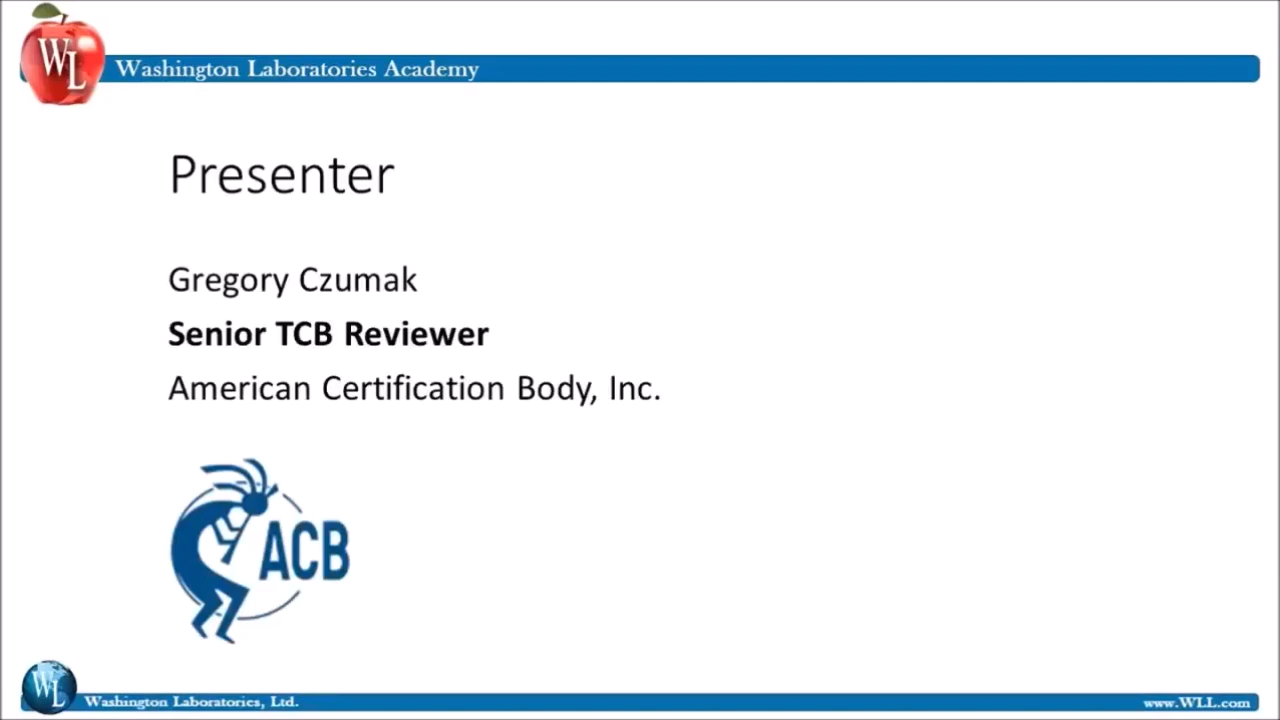 WL
Washington Laboratories Academy
Presenter
Gregory Czumak
Senior TCB Reviewer
American Certification Body, Inc.
ACB
WL
Washington Laboratories, Ltd.
www.WLL.com